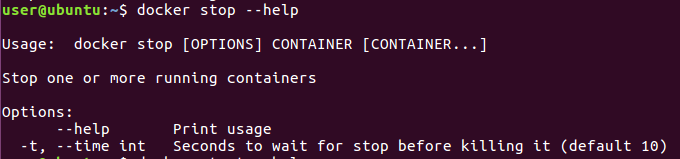 user@ubuntu:~$ docker stop --help
Usage:  docker stop [OPTIONS] CONTAINER [CONTAINER...]
Stop one or more running containers
Options:
      --help       Print usage
  -t, --time int   Seconds to wait for stop before killing it (default 10)